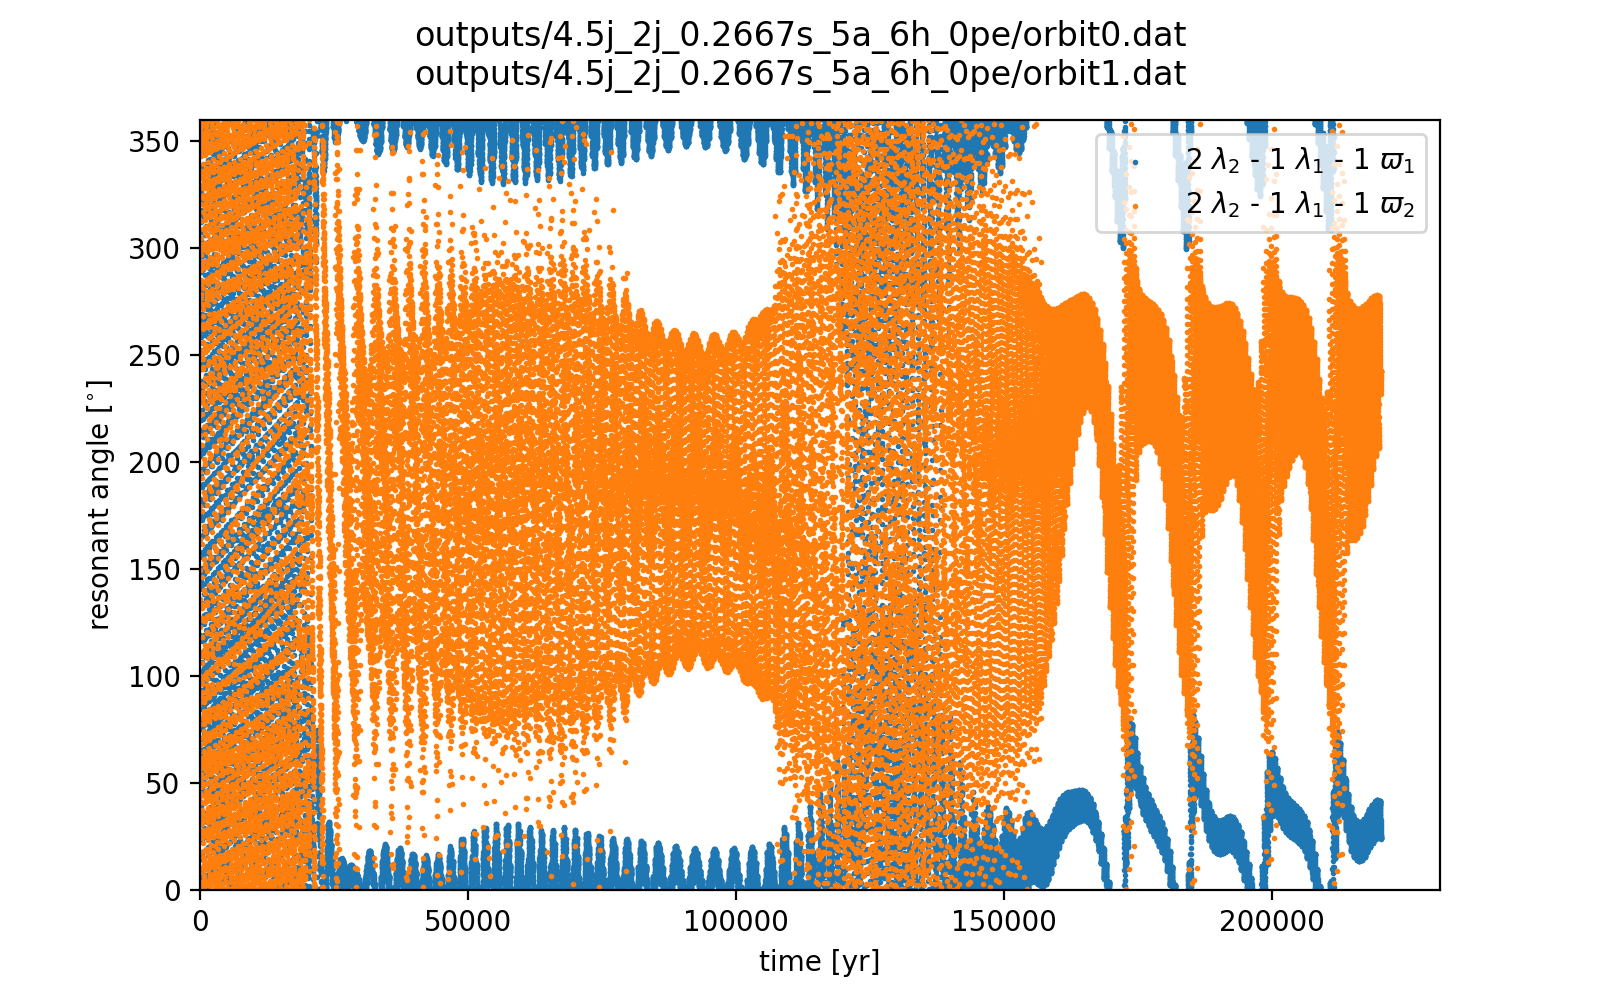 outputs/4.5j_2j_0.2667s_5a_6h_0pe/orbit0.dat
outputs/4.5j_2j_0.2667s_5a_6h_0pe/orbit1.dat
350
300
250
200
150
100
50
0
resonant angle [°]
2 λ₂ - 1 λ₁ - 1 ϖ₁
2 λ₂ - 1 λ₁ - 1 ϖ₂
0 50000 100000 150000 200000
time [yr]